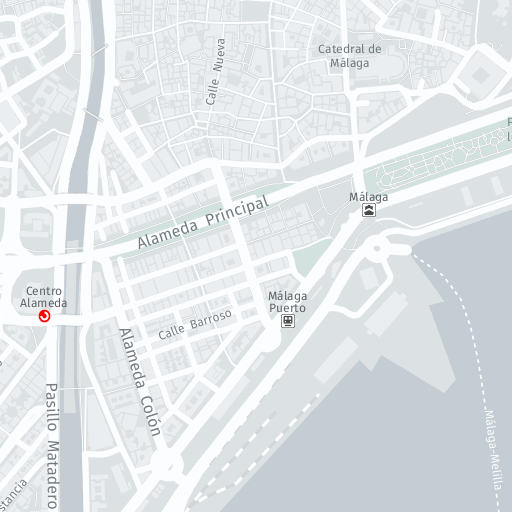 Catedral de
Málaga
Calle Nueva
Málaga
Alameda Principal
Centro
Alameda
Málaga
Puerto
Calle Barroso
Alameda Colón
Pasillo Matadero
Málaga-Melilla